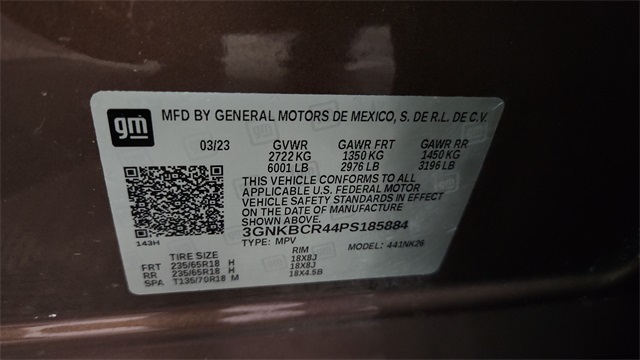 gm
MFD BY GENERAL MOTORS DE MEXICO, S. DE R.L. DE C.V.
03/23 GVWR GAWR FRT GAWR RR
2722 KG 1350 KG 1450 KG
6001 LB 2976 LB 3196 LB
THIS VEHICLE CONFORMS TO ALL
APPLICABLE U.S. FEDERAL MOTOR
VEHICLE SAFETY STANDARDS
IN EFFECT ON THE DATE OF MANUFACTURE
SHOWN ABOVE.
3GNKBCR44PS185884
143H TYPE: MPV MODEL: 441NK26
TIRE SIZE RIM
FRT 235/65R18 H 18X8J
RR 235/65R18 H 18X8J
SPA T135/70R18 M 18X4.5B